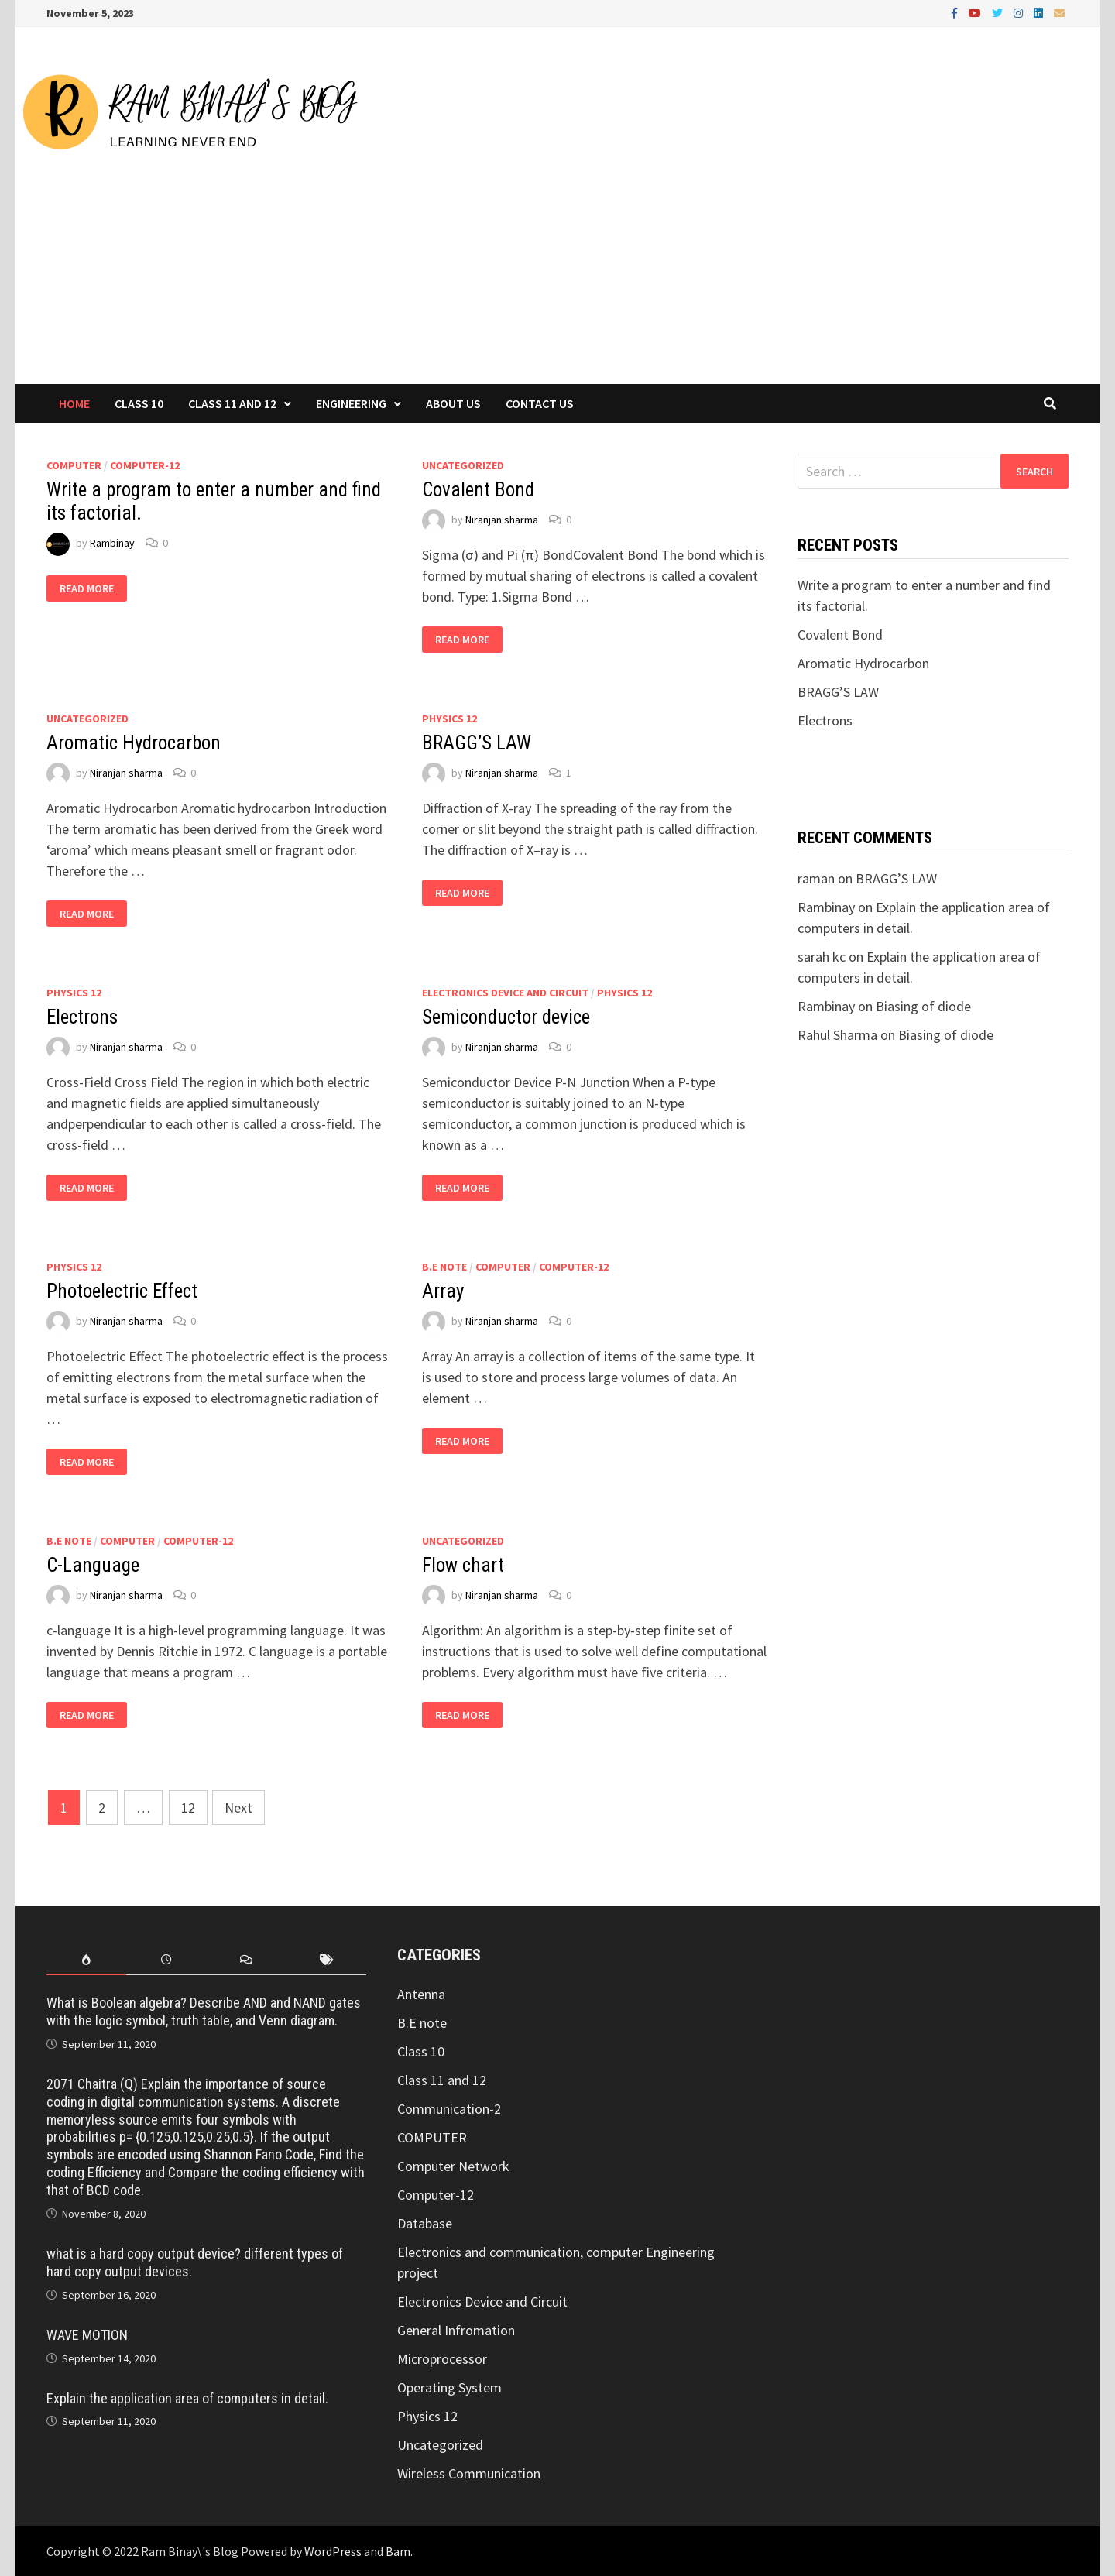 November 5, 2023
RAM BINAY'S BLOG
LEARNING NEVER END
HOME CLASS 10 CLASS 11 AND 12 ENGINEERING ABOUT US CONTACT US
COMPUTER / COMPUTER-12
Write a program to enter a number and find
its factorial.
by Rambinay 0
READ MORE
UNCATEGORIZED
Covalent Bond
by Niranjan sharma 0
Sigma (σ) and Pi (π) BondCovalent Bond The bond which is
formed by mutual sharing of electrons is called a covalent
bond. Type: 1.Sigma Bond …
READ MORE
UNCATEGORIZED
Aromatic Hydrocarbon
by Niranjan sharma 0
Aromatic Hydrocarbon Aromatic hydrocarbon Introduction
The term aromatic has been derived from the Greek word
‘aroma’ which means pleasant smell or fragrant odor.
Therefore the …
READ MORE
PHYSICS 12
BRAGG’S LAW
by Niranjan sharma 1
Diffraction of X-ray The spreading of the ray from the
corner or slit beyond the straight path is called diffraction.
The diffraction of X–ray is …
READ MORE
PHYSICS 12
Electrons
by Niranjan sharma 0
Cross-Field Cross Field The region in which both electric
and magnetic fields are applied simultaneously
andperpendicular to each other is called a cross-field. The
cross-field …
READ MORE
ELECTRONICS DEVICE AND CIRCUIT / PHYSICS 12
Semiconductor device
by Niranjan sharma 0
Semiconductor Device P-N Junction When a P-type
semiconductor is suitably joined to an N-type
semiconductor, a common junction is produced which is
known as a …
READ MORE
PHYSICS 12
Photoelectric Effect
by Niranjan sharma 0
Photoelectric Effect The photoelectric effect is the process
of emitting electrons from the metal surface when the
metal surface is exposed to electromagnetic radiation of
…
READ MORE
B.E NOTE / COMPUTER / COMPUTER-12
Array
by Niranjan sharma 0
Array An array is a collection of items of the same type. It
is used to store and process large volumes of data. An
element …
READ MORE
B.E NOTE / COMPUTER / COMPUTER-12
C-Language
by Niranjan sharma 0
c-language It is a high-level programming language. It was
invented by Dennis Ritchie in 1972. C language is a portable
language that means a program …
READ MORE
UNCATEGORIZED
Flow chart
by Niranjan sharma 0
Algorithm: An algorithm is a step-by-step finite set of
instructions that is used to solve well define computational
problems. Every algorithm must have five criteria. …
READ MORE
1 2 … 12 Next
Search …
SEARCH
RECENT POSTS
Write a program to enter a number and find
its factorial.
Covalent Bond
Aromatic Hydrocarbon
BRAGG’S LAW
Electrons
RECENT COMMENTS
raman on BRAGG’S LAW
Rambinay on Explain the application area of
computers in detail.
sarah kc on Explain the application area of
computers in detail.
Rambinay on Biasing of diode
Rahul Sharma on Biasing of diode
What is Boolean algebra? Describe AND and NAND gates
with the logic symbol, truth table, and Venn diagram.
September 11, 2020
2071 Chaitra (Q) Explain the importance of source
coding in digital communication systems. A discrete
memoryless source emits four symbols with
probabilities p= {0.125,0.125,0.25,0.5}. If the output
symbols are encoded using Shannon Fano Code, Find the
coding Efficiency and Compare the coding efficiency with
that of BCD code.
November 8, 2020
what is a hard copy output device? different types of
hard copy output devices.
September 16, 2020
WAVE MOTION
September 14, 2020
Explain the application area of computers in detail.
September 11, 2020
CATEGORIES
Antenna
B.E note
Class 10
Class 11 and 12
Communication-2
COMPUTER
Computer Network
Computer-12
Database
Electronics and communication, computer Engineering
project
Electronics Device and Circuit
General Infromation
Microprocessor
Operating System
Physics 12
Uncategorized
Wireless Communication
Copyright © 2022 Ram Binay\'s Blog Powered by WordPress and Bam.